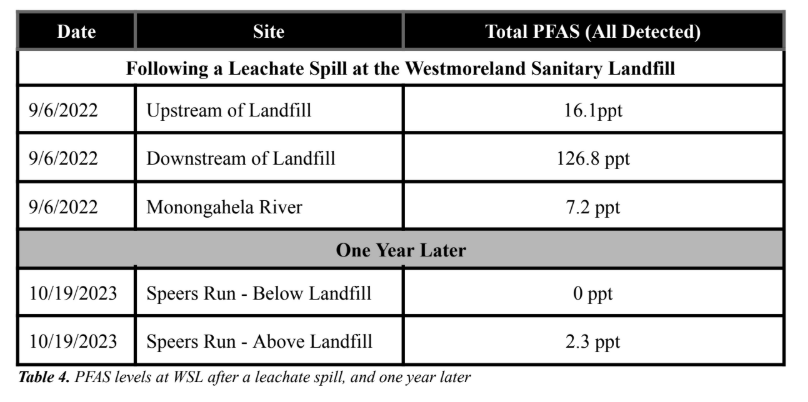 Date Site Total PFAS (All Detected)
Following a Leachate Spill at the Westmoreland Sanitary Landfill
9/6/2022 Upstream of Landfill 16.1ppt
9/6/2022 Downstream of Landfill 126.8 ppt
9/6/2022 Monongahela River 7.2 ppt
One Year Later
10/19/2023 Speers Run - Below Landfill 0 ppt
10/19/2023 Speers Run - Above Landfill 2.3 ppt
Table 4. PFAS levels at WSL after a leachate spill, and one year later